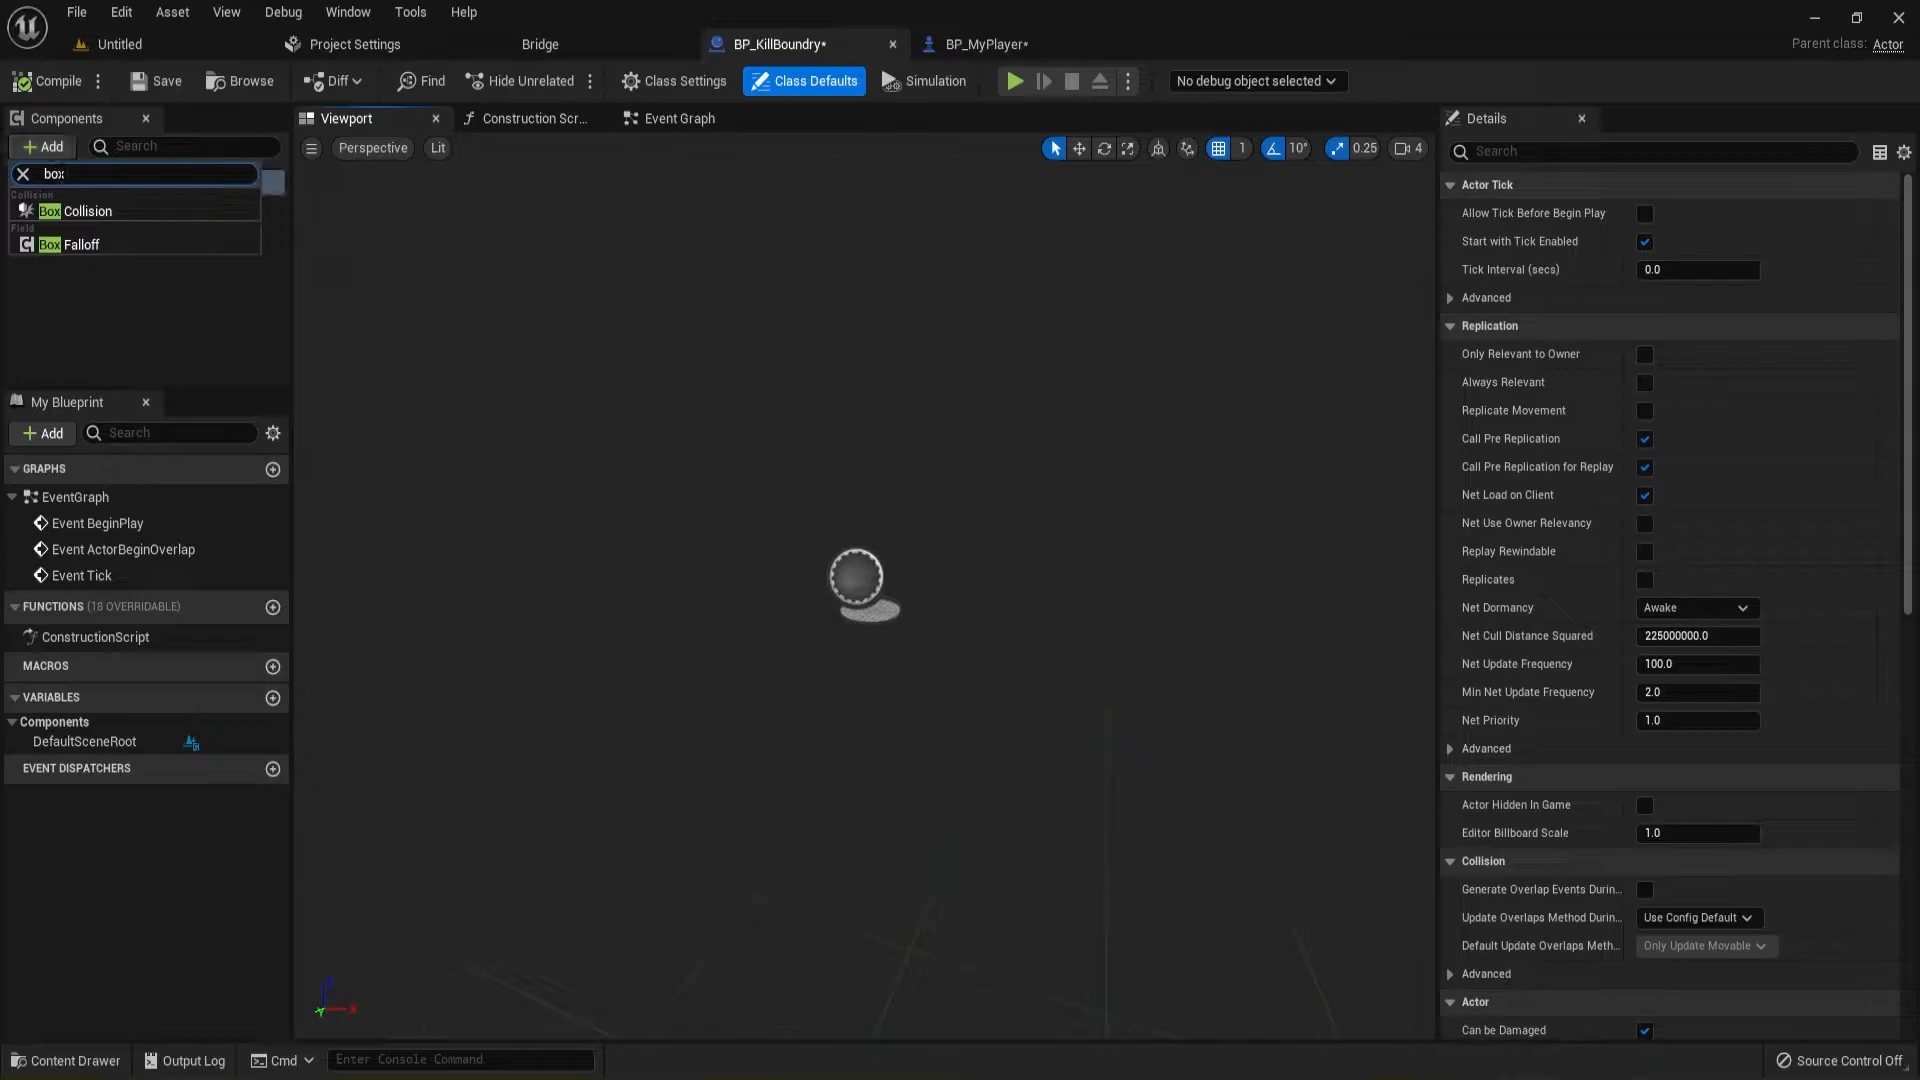 File Edit Asset View Debug Window Tools Help
Untitled Project Settings Bridge BP_KillBoundry* BP_MyPlayer* Parent class: Actor
Compile Save Browse Diff Find Hide Unrelated Class Settings Class Defaults Simulation No debug object selected
Components
Add Search
box
Collision
Box Collision
Field
Box Falloff
My Blueprint
Add Search
GRAPHS
EventGraph
Event BeginPlay
Event ActorBeginOverlap
Event Tick
FUNCTIONS (18 OVERRIDABLE)
ConstructionScript
MACROS
VARIABLES
Components
DefaultSceneRoot
EVENT DISPATCHERS
Viewport Construction Scr... Event Graph
Perspective Lit 1 10° 0.25 4
X
Details
Search
Actor Tick
Allow Tick Before Begin Play
Start with Tick Enabled
Tick Interval (secs) 0.0
Advanced
Replication
Only Relevant to Owner
Always Relevant
Replicate Movement
Call Pre Replication
Call Pre Replication for Replay
Net Load on Client
Net Use Owner Relevancy
Replay Rewindable
Replicates
Net Dormancy Awake
Net Cull Distance Squared 225000000.0
Net Update Frequency 100.0
Min Net Update Frequency 2.0
Net Priority 1.0
Advanced
Rendering
Actor Hidden In Game
Editor Billboard Scale 1.0
Collision
Generate Overlap Events Durin...
Update Overlaps Method Durin... Use Config Default
Default Update Overlaps Meth... Only Update Movable
Advanced
Actor
Can be Damaged
Content Drawer Output Log Cmd Enter Console Command Source Control Off